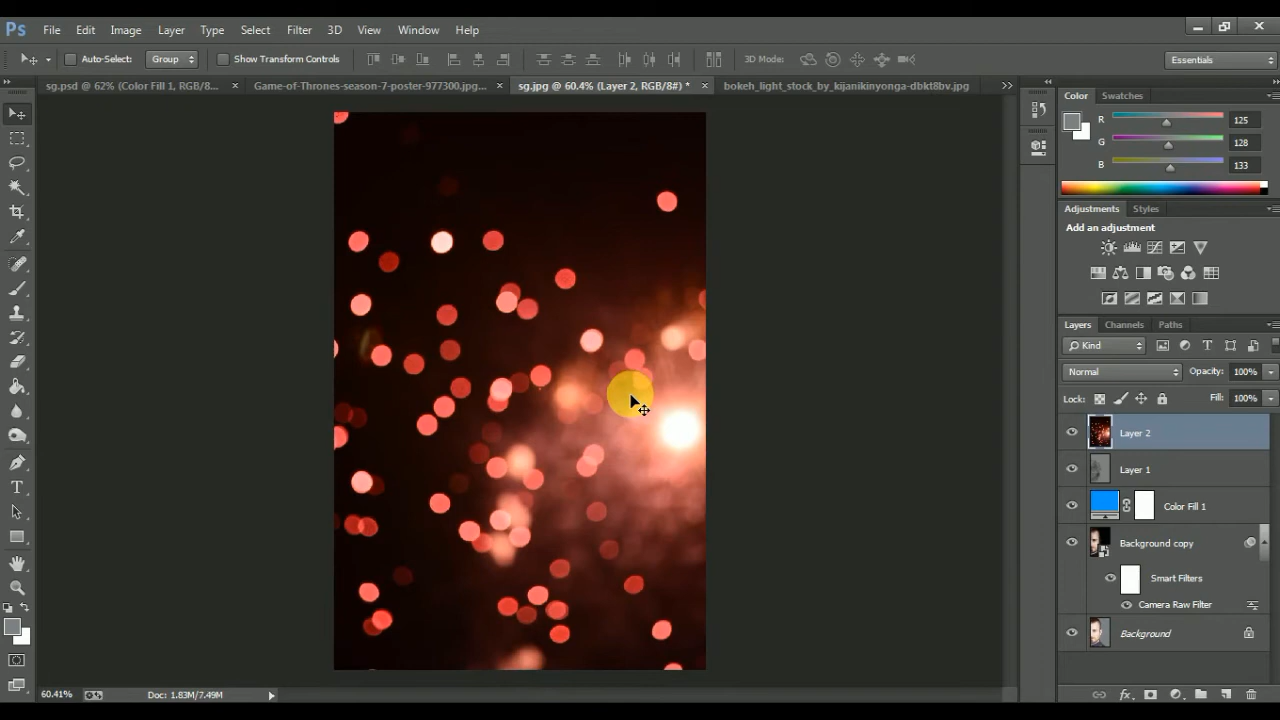 Ps File Edit Image Layer Type Select Filter 3D View Window Help
Auto-Select: Group Show Transform Controls 3D Mode: Essentials
sg.psd @ 62% (Color Fill 1, RGB/8... × Game-of-Thrones-season-7-poster-977300.jpg... × sg.jpg @ 60.4% (Layer 2, RGB/8#) * × bokeh_light_stock_by_kijanikinyonga-dbkt8bv.jpg
Color Swatches
R 125
G 128
B 133
Adjustments Styles
Add an adjustment
Layers Channels Paths
Kind
Normal Opacity: 100%
Lock: Fill: 100%
Layer 2
Layer 1
Color Fill 1
Background copy
Smart Filters
Camera Raw Filter
Background
60.41% Doc: 1.83M/7.49M